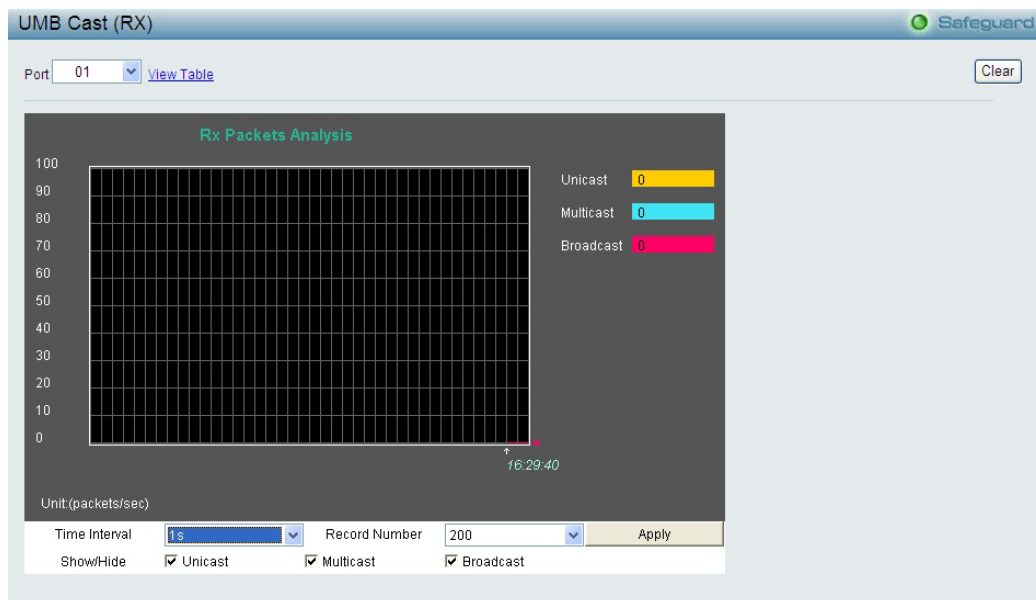 UMB Cast (RX)
Safeguard
Port 01 View Table
Clear
Rx Packets Analysis
100
90
80
70
60
50
40
30
20
10
0
Unicast 0
Multicast 0
Broadcast 0
16:29:40
Unit:(packets/sec)
Time Interval 1s Record Number 200 Apply
Show/Hide Unicast Multicast Broadcast